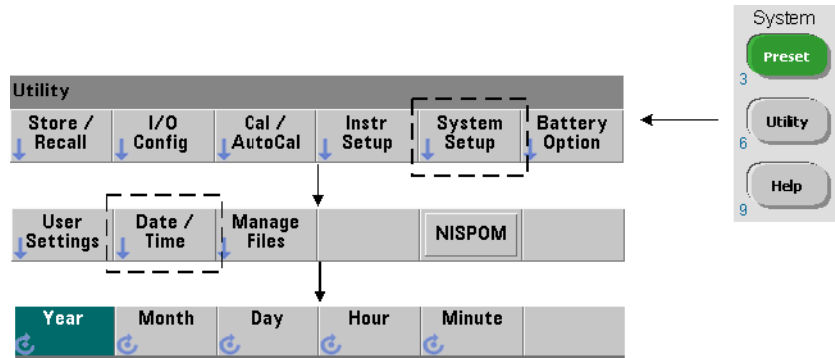 System
Preset
3
Utility
Store / I/O Cal / Instr System Battery
Recall Config AutoCal Setup Setup Option
Utility
6
Help
9
User Date / Manage
Settings Time Files
NISPOM
Year Month Day Hour Minute